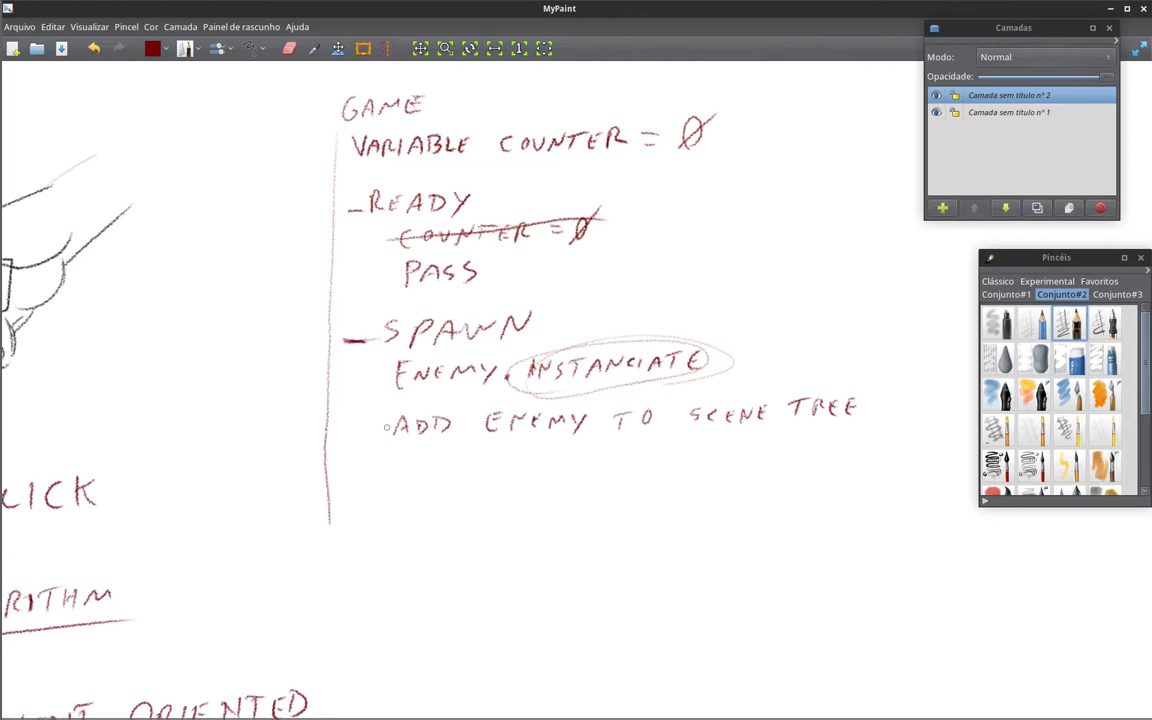 MyPaint
Arquivo Editar Visualizar Pincel Cor Camada Painel de rascunho Ajuda
Camadas
Modo: Normal
Opacidade:
Camada sem título nº 2
Camada sem título nº 1
Pincéis
Clássico Experimental Favoritos
Conjunto#1 Conjunto#2 Conjunto#3
GAME
VARIABLE COUNTER = 0
_READY
COUNTER = 0
PASS
_SPAWN
ENEMY.INSTANCIATE
ADD ENEMY TO SCENE TREE
LICK
RITHM
ORIENTED